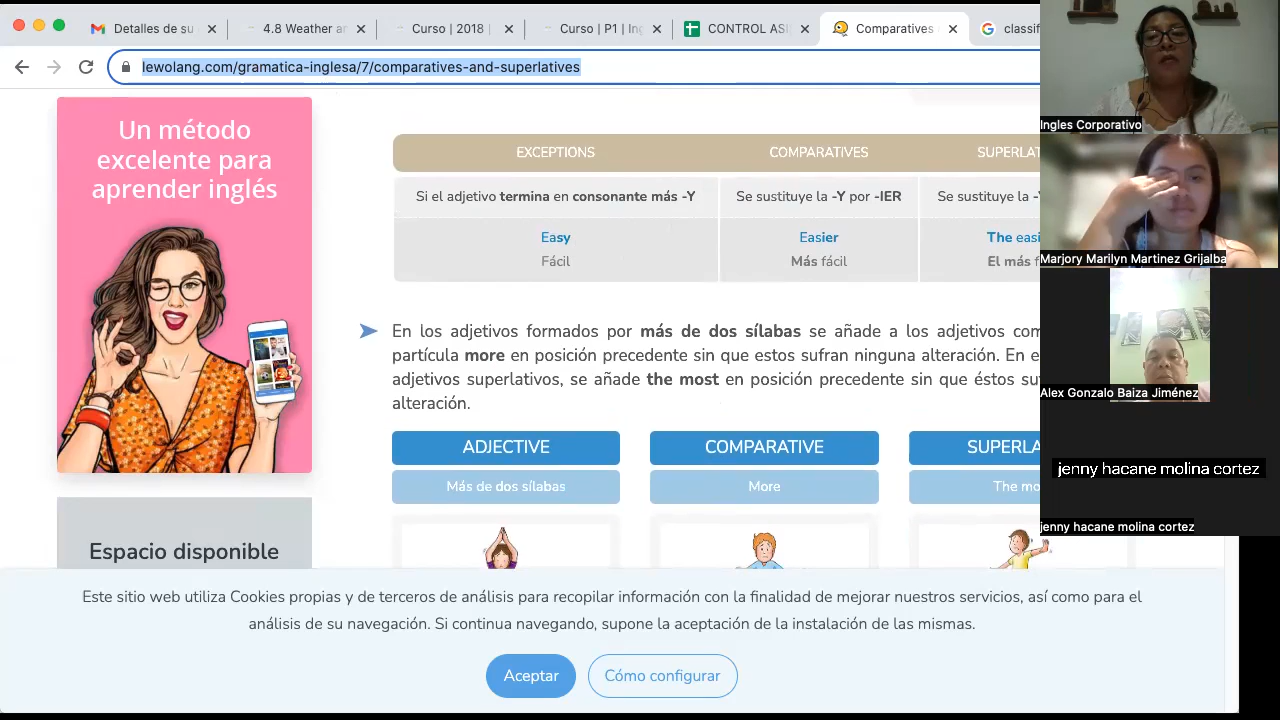 Detalles de su
4.8 Weather an
Curso | 2018 |
Curso | P1 | Ing
CONTROL ASI
Comparatives
classif
lewolang.com/gramatica-inglesa/7/comparatives-and-superlatives
Un método
excelente para
aprender inglés
Espacio disponible
EXCEPTIONS COMPARATIVES SUPERLAT
Si el adjetivo termina en consonante más -Y Se sustituye la -Y por -IER Se sustituye la -Y
Easy Easier The easi
Fácil Más fácil El más f
En los adjetivos formados por más de dos sílabas se añade a los adjetivos com
partícula more en posición precedente sin que estos sufran ninguna alteración. En e
adjetivos superlativos, se añade the most en posición precedente sin que éstos su
alteración.
ADJECTIVE COMPARATIVE SUPERLA
Más de dos sílabas More The mo
Este sitio web utiliza Cookies propias y de terceros de análisis para recopilar información con la finalidad de mejorar nuestros servicios, así como para el
análisis de su navegación. Si continua navegando, supone la aceptación de la instalación de las mismas.
Aceptar Cómo configurar
Ingles Corporativo
Marjory Marilyn Martinez Grijalba
Alex Gonzalo Baiza Jiménez
jenny hacane molina cortez
jenny hacane molina cortez